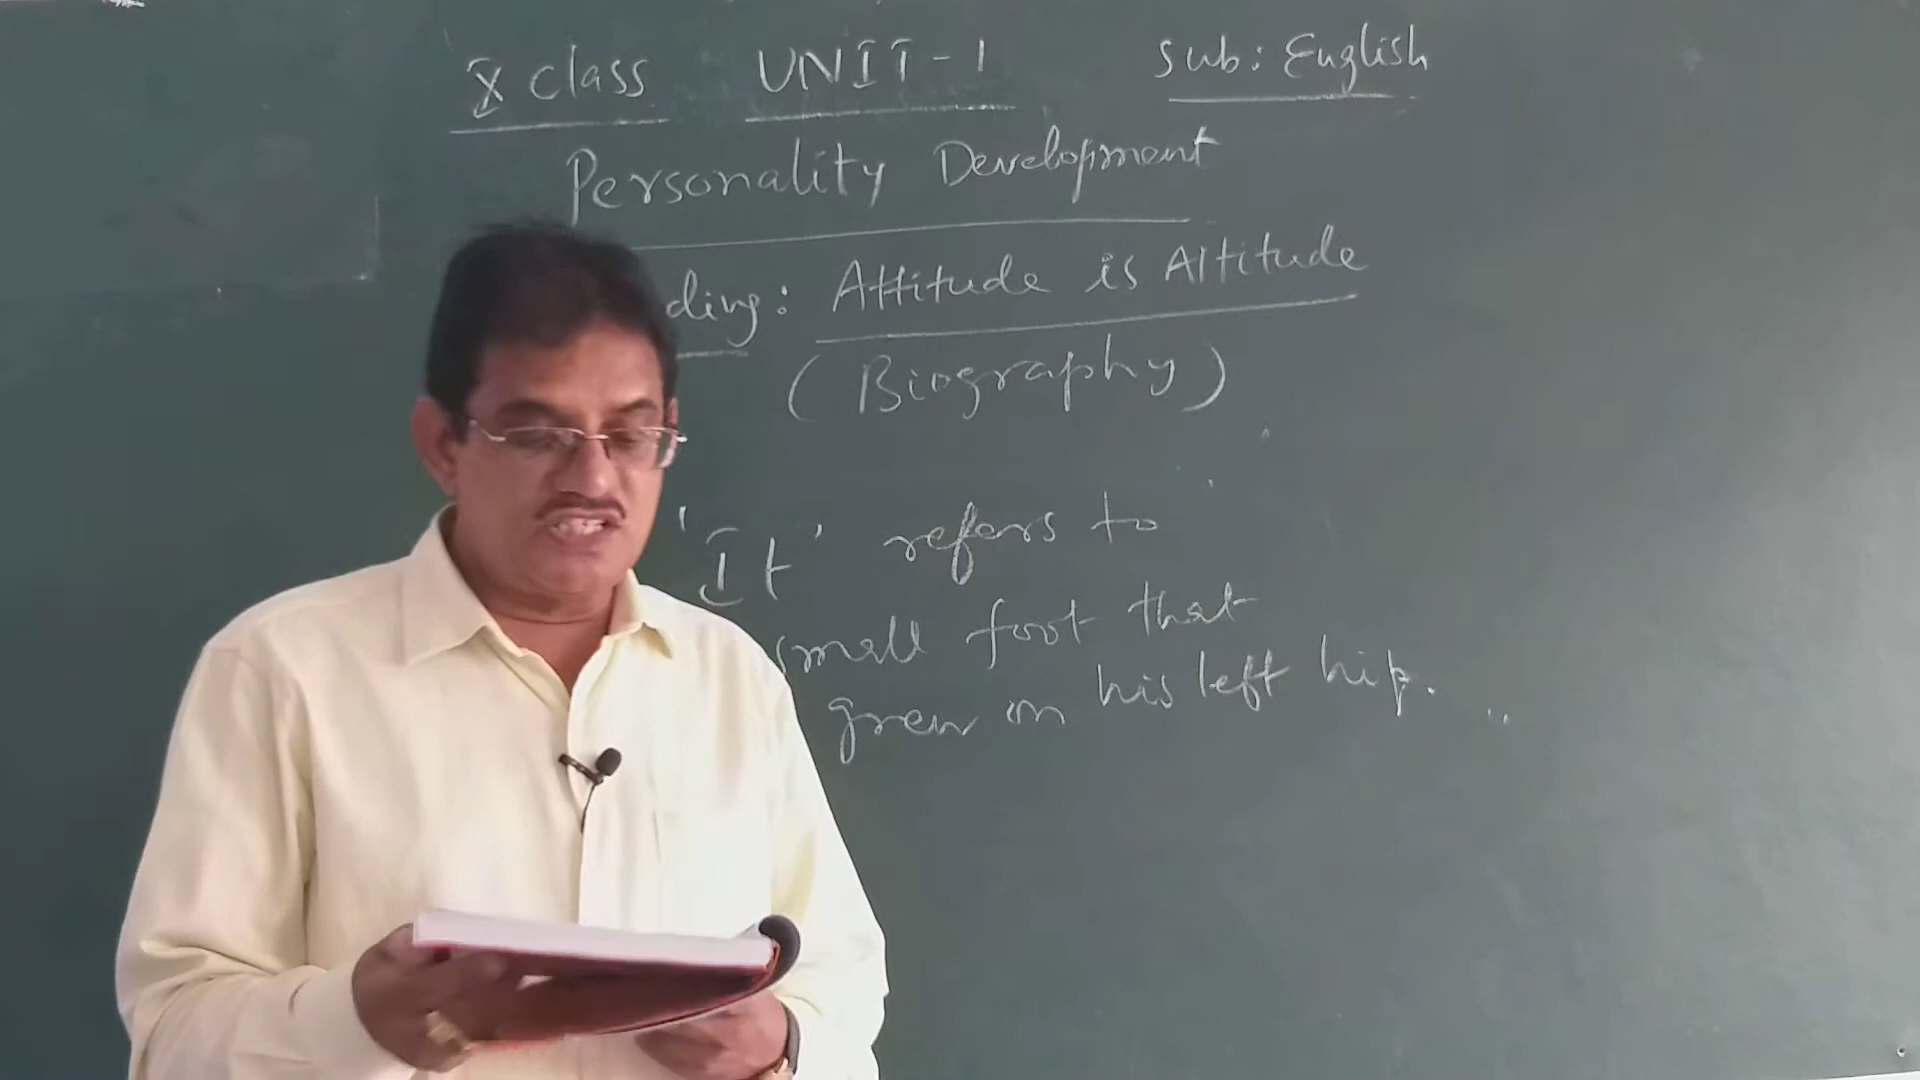 X class UNIT-1 Sub: English
Personality Development
ding: Attitude is Altitude
(Biography)
'It' refers to
small foot that
grew on his left hip.